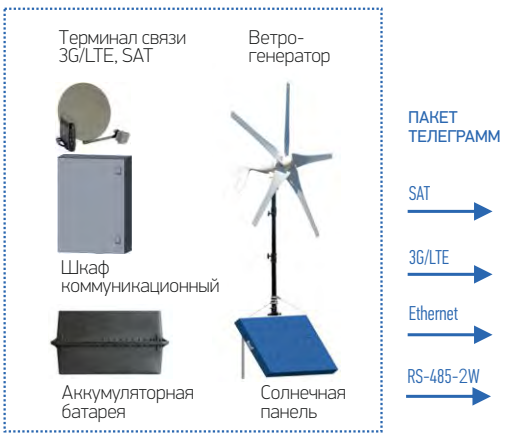 Терминал связи
3G/LTE, SAT
Ветро-
генератор
Шкаф
коммуникационный
Аккумуляторная
батарея
Солнечная
панель
ПАКЕТ
ТЕЛЕГРАММ
SAT
3G/LTE
Ethernet
RS-485-2W